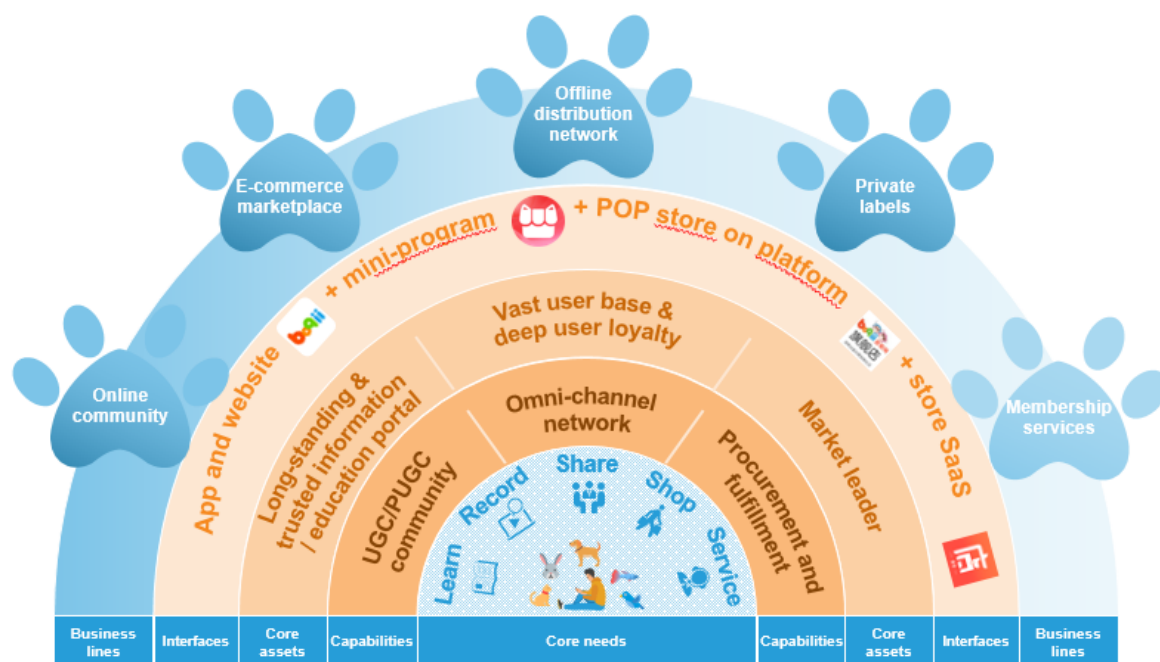 Offline
distribution
network
E-commerce
marketplace
Private
labels
Online
community
Membership
services
App and website
boqii
+ mini-program
+ POP store on platform
+ store SaaS
Long-standing &
trusted information
/ education portal
Vast user base &
deep user loyalty
Market leader
UGC/PUGC
community
Omni-channel
network
Procurement and
fulfillment
Learn
Record
Share
Shop
Service
Business
lines
Interfaces
Core
assets
Capabilities
Core needs
Capabilities
Core
assets
Interfaces
Business
lines